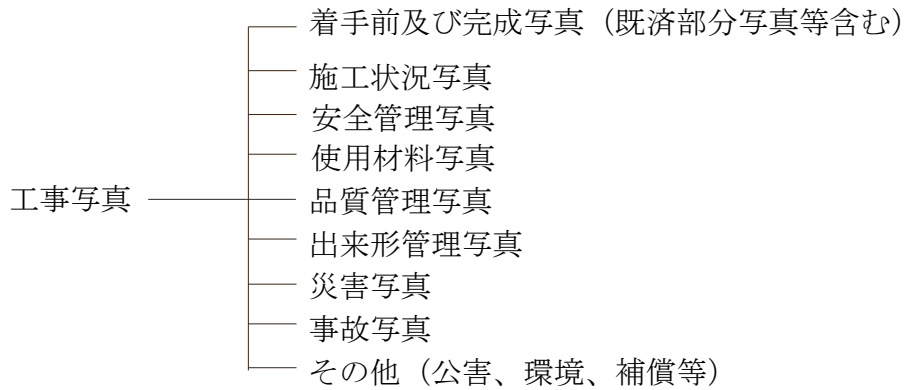 着手前及び完成写真（既済部分写真等含む）
施工状況写真
安全管理写真
使用材料写真
工事写真
品質管理写真
出来形管理写真
災害写真
事故写真
その他（公害、環境、補償等）